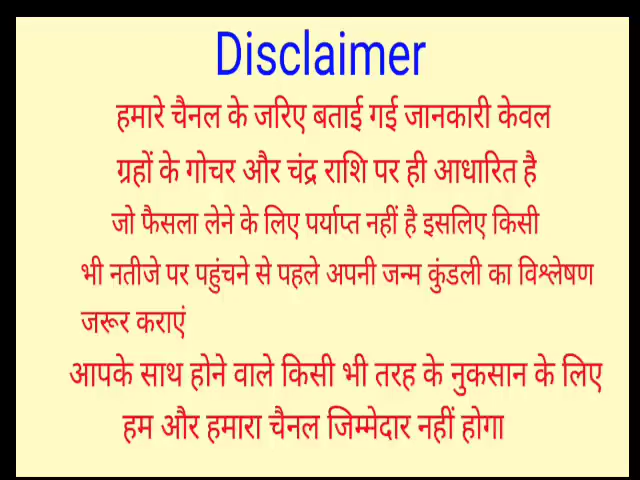 Disclaimer
हमारे चैनल के जरिए बताई गई जानकारी केवल
ग्रहों के गोचर और चंद्र राशि पर ही आधारित है
जो फैसला लेने के लिए पर्याप्त नहीं है इसलिए किसी
भी नतीजे पर पहुंचने से पहले अपनी जन्म कुंडली का विश्लेषण
जरूर कराएं
आपके साथ होने वाले किसी भी तरह के नुकसान के लिए
हम और हमारा चैनल जिम्मेदार नहीं होगा